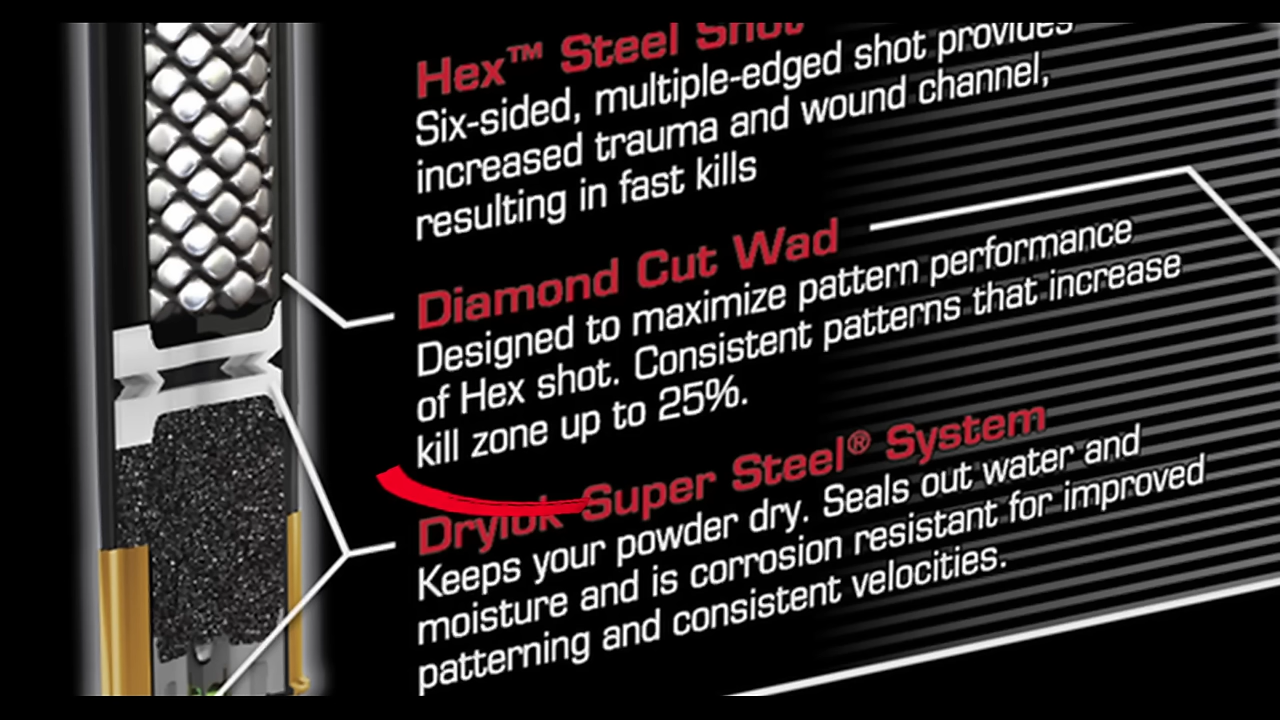 Hex™ Steel Shot
Six-sided, multiple-edged shot provides
increased trauma and wound channel,
resulting in fast kills
Diamond Cut Wad
Designed to maximize pattern performance
of Hex shot. Consistent patterns that increase
kill zone up to 25%.
Drylok Super Steel® System
Keeps your powder dry. Seals out water and
moisture and is corrosion resistant for improved
patterning and consistent velocities.